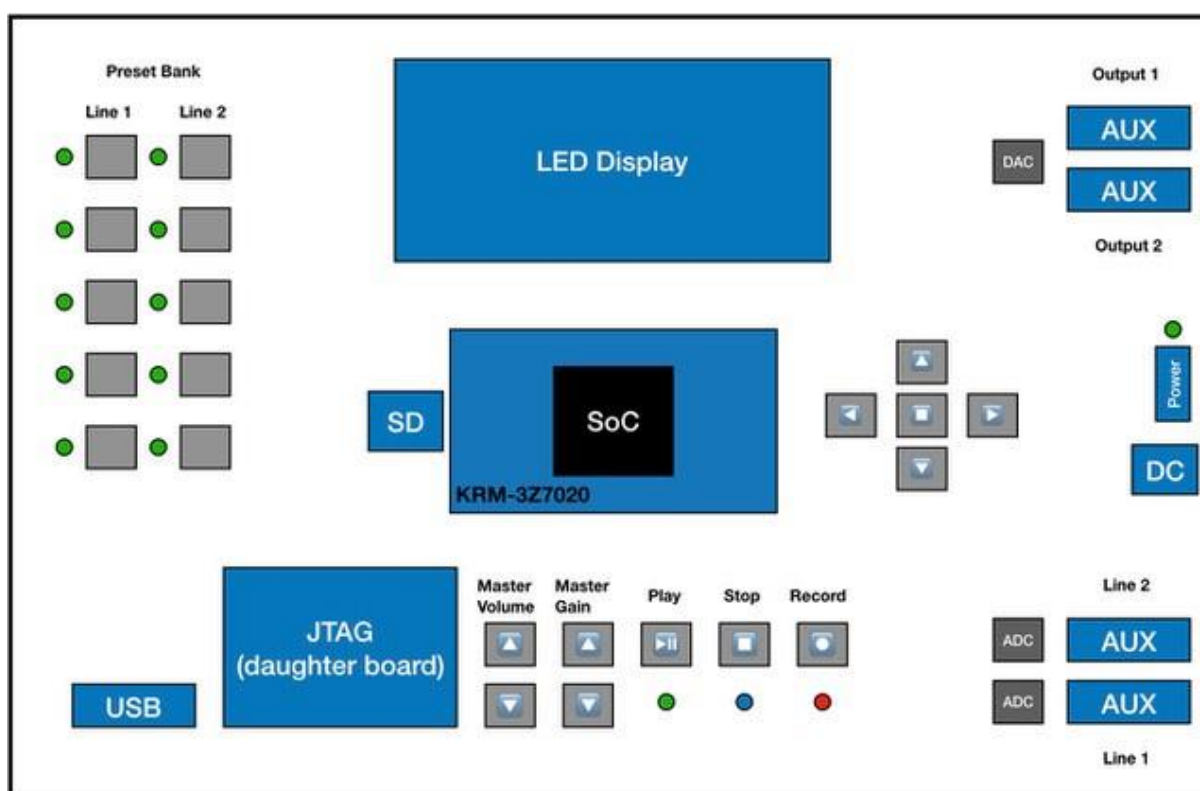 Preset Bank
Line 1 Line 2
LED Display
Output 1
AUX
DAC
AUX
Output 2
SD
SoC
KRM-3Z7020
Power
DC
JTAG
(daughter board)
USB
Master
Volume
Master
Gain
Play
Stop
Record
Line 2
ADC
AUX
ADC
AUX
Line 1